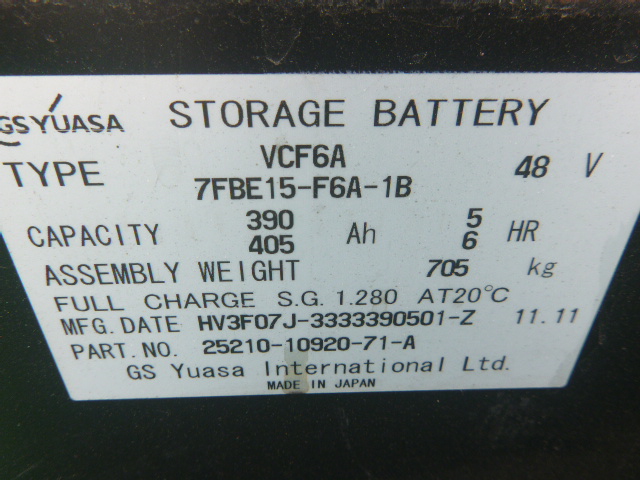 GS YUASA STORAGE BATTERY
TYPE VCF6A 48 V
7FBE15-F6A-1B
CAPACITY 390 Ah 5 HR
405 6
ASSEMBLY WEIGHT 705 kg
FULL CHARGE S.G. 1.280 AT20°C
MFG.DATE HV3F07J-3333390501-Z 11.11
PART.NO. 25210-10920-71-A
GS Yuasa International Ltd.
MADE IN JAPAN